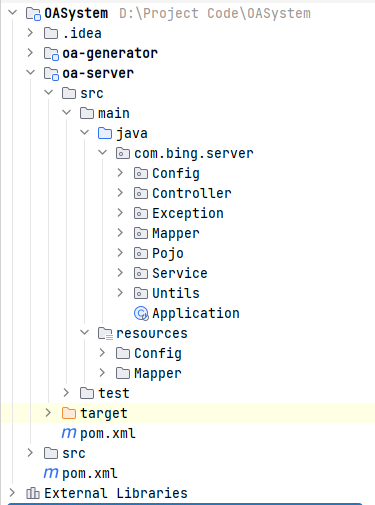 OASystem D:\Project Code\OASystem
.idea
oa-generator
oa-server
src
main
java
com.bing.server
Config
Controller
Exception
Mapper
Pojo
Service
Untils
Application
resources
Config
Mapper
test
target
pom.xml
src
pom.xml
External Libraries